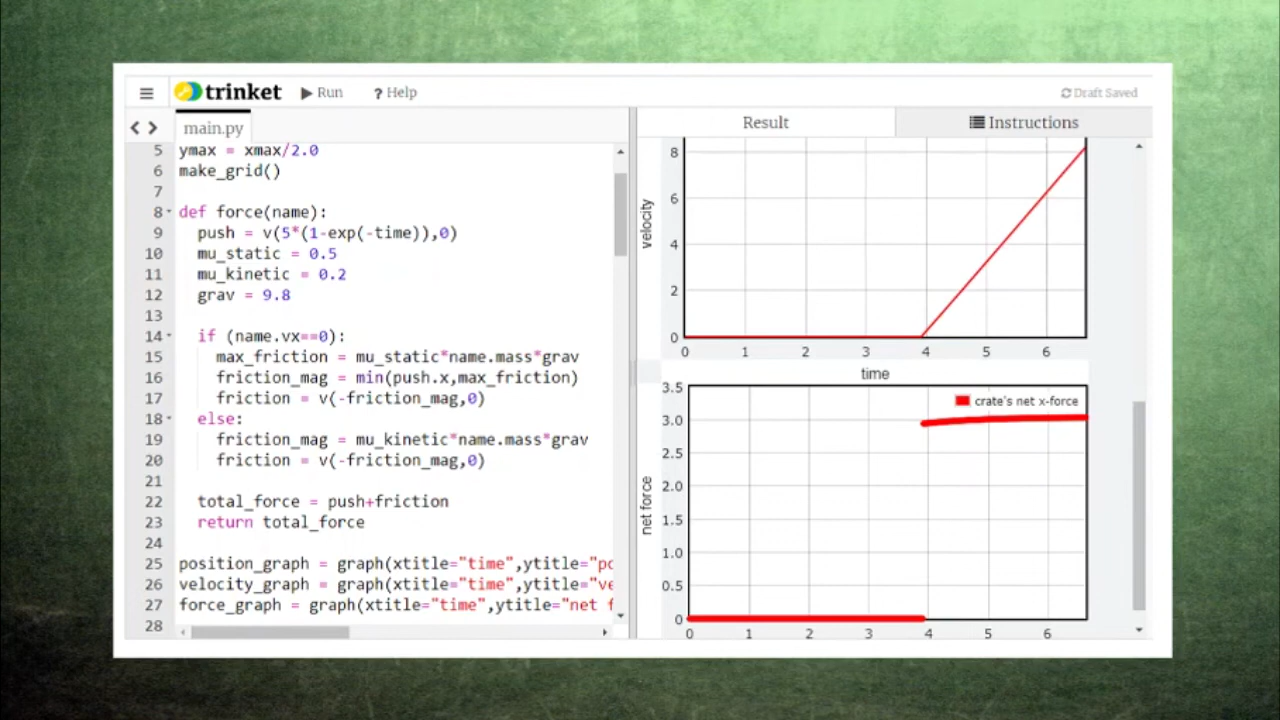 trinket
Run
? Help
Draft Saved
main.py
Result
Instructions
5 ymax = xmax/2.0
6 make_grid()
7
8 def force(name):
9 push = v(5*(1-exp(-time)),0)
10 mu_static = 0.5
11 mu_kinetic = 0.2
12 grav = 9.8
13
14 if (name.vx==0):
15 max_friction = mu_static*name.mass*grav
16 friction_mag = min(push.x,max_friction)
17 friction = v(-friction_mag,0)
18 else:
19 friction_mag = mu_kinetic*name.mass*grav
20 friction = v(-friction_mag,0)
21
22 total_force = push+friction
23 return total_force
24
25 position_graph = graph(xtitle="time",ytitle="po
26 velocity_graph = graph(xtitle="time",ytitle="ve
27 force_graph = graph(xtitle="time",ytitle="net f
28
8
6
4
2
0
velocity
0 1 2 3 4 5 6
time
3.5
3.0
2.5
2.0
1.5
1.0
0.5
0
net force
crate's net x-force
0 1 2 3 4 5 6